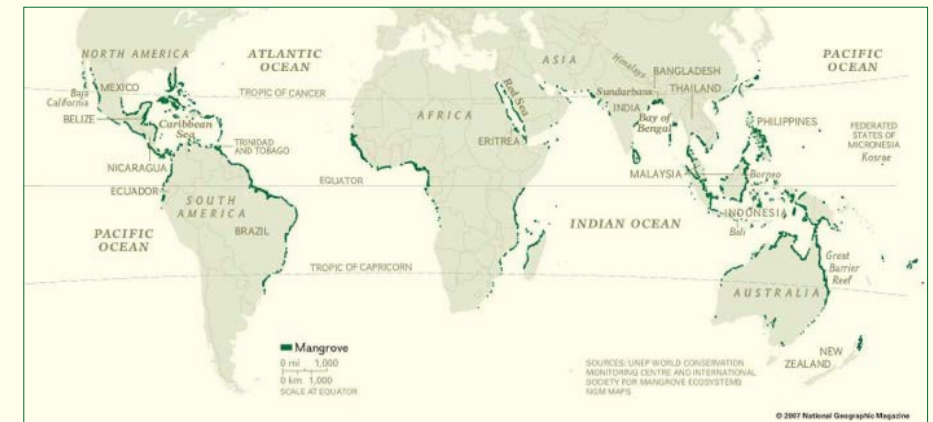 NORTH AMERICA
ATLANTIC
OCEAN
ASIA
Himalaya
PACIFIC
OCEAN
Baja
California
MEXICO
TROPIC OF CANCER
Red Sea
BANGLADESH
Sundarbans
THAILAND
INDIA
Bay of
Bengal
BELIZE
Caribbean
Sea
AFRICA
PHILIPPINES
FEDERATED
STATES OF
MICRONESIA
Kosrae
TRINIDAD
AND TOBAGO
ERITREA
NICARAGUA
MALAYSIA
Borneo
EQUATOR
ECUADOR
SOUTH
AMERICA
BRAZIL
INDIAN OCEAN
INDONESIA
Bali
PACIFIC
OCEAN
TROPIC OF CAPRICORN
Great
Barrier
Reef
AUSTRALIA
Mangrove
0 mi 1,000
0 km 1,000
SCALE AT EQUATOR
NEW
ZEALAND
SOURCES: UNEP WORLD CONSERVATION
MONITORING CENTRE AND INTERNATIONAL
SOCIETY FOR MANGROVE ECOSYSTEMS
NGM MAPS
© 2007 National Geographic Magazine